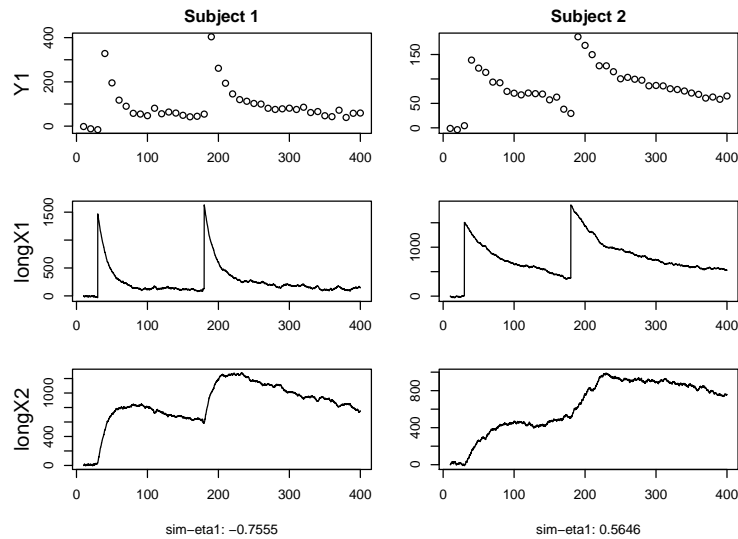 Subject 1
Subject 2
Y1
0 200 400
0 50 150
0 100 200 300 400
0 100 200 300 400
longX1
0 500 1500
0 1000
0 100 200 300 400
0 100 200 300 400
longX2
0 400 1000
0 400 800
0 100 200 300 400
0 100 200 300 400
sim−eta1: −0.7555
sim−eta1: 0.5646